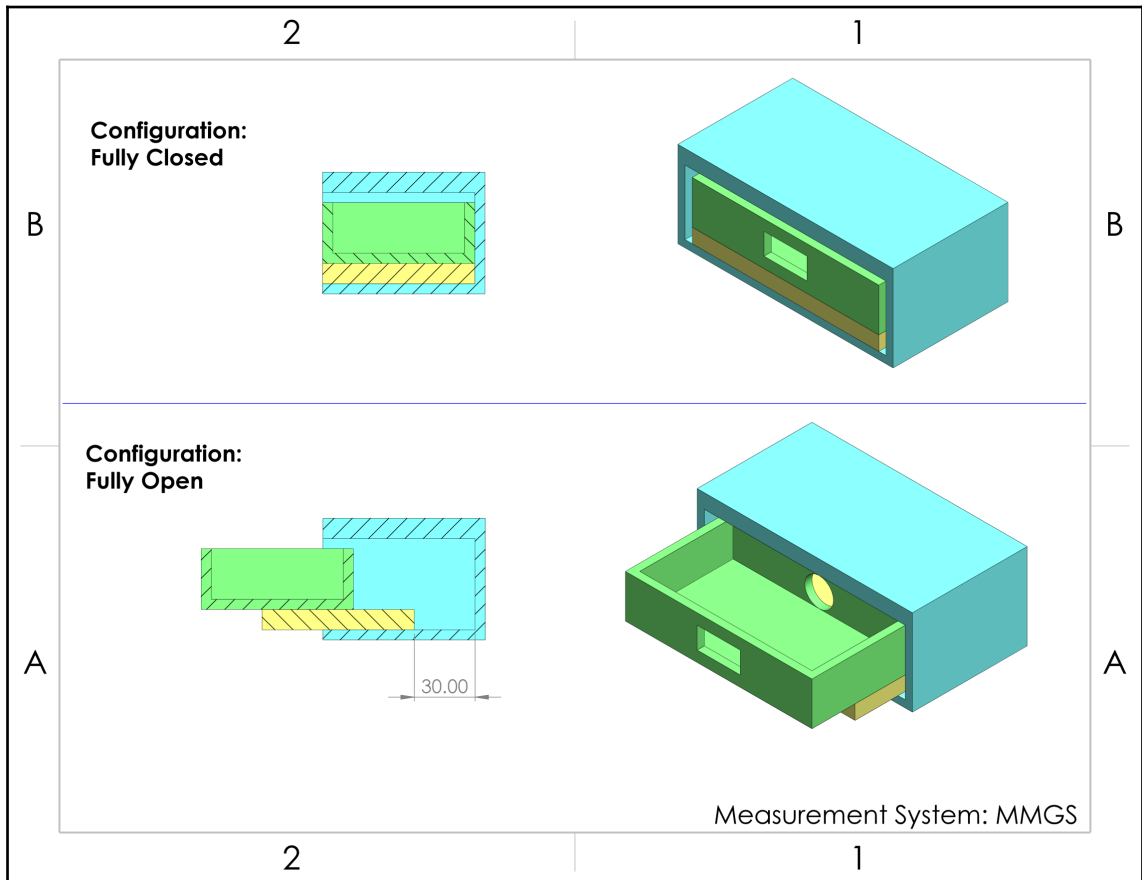 2
1
Configuration:
Fully Closed
B
B
Configuration:
Fully Open
A
A
30.00
Measurement System: MMGS
2
1